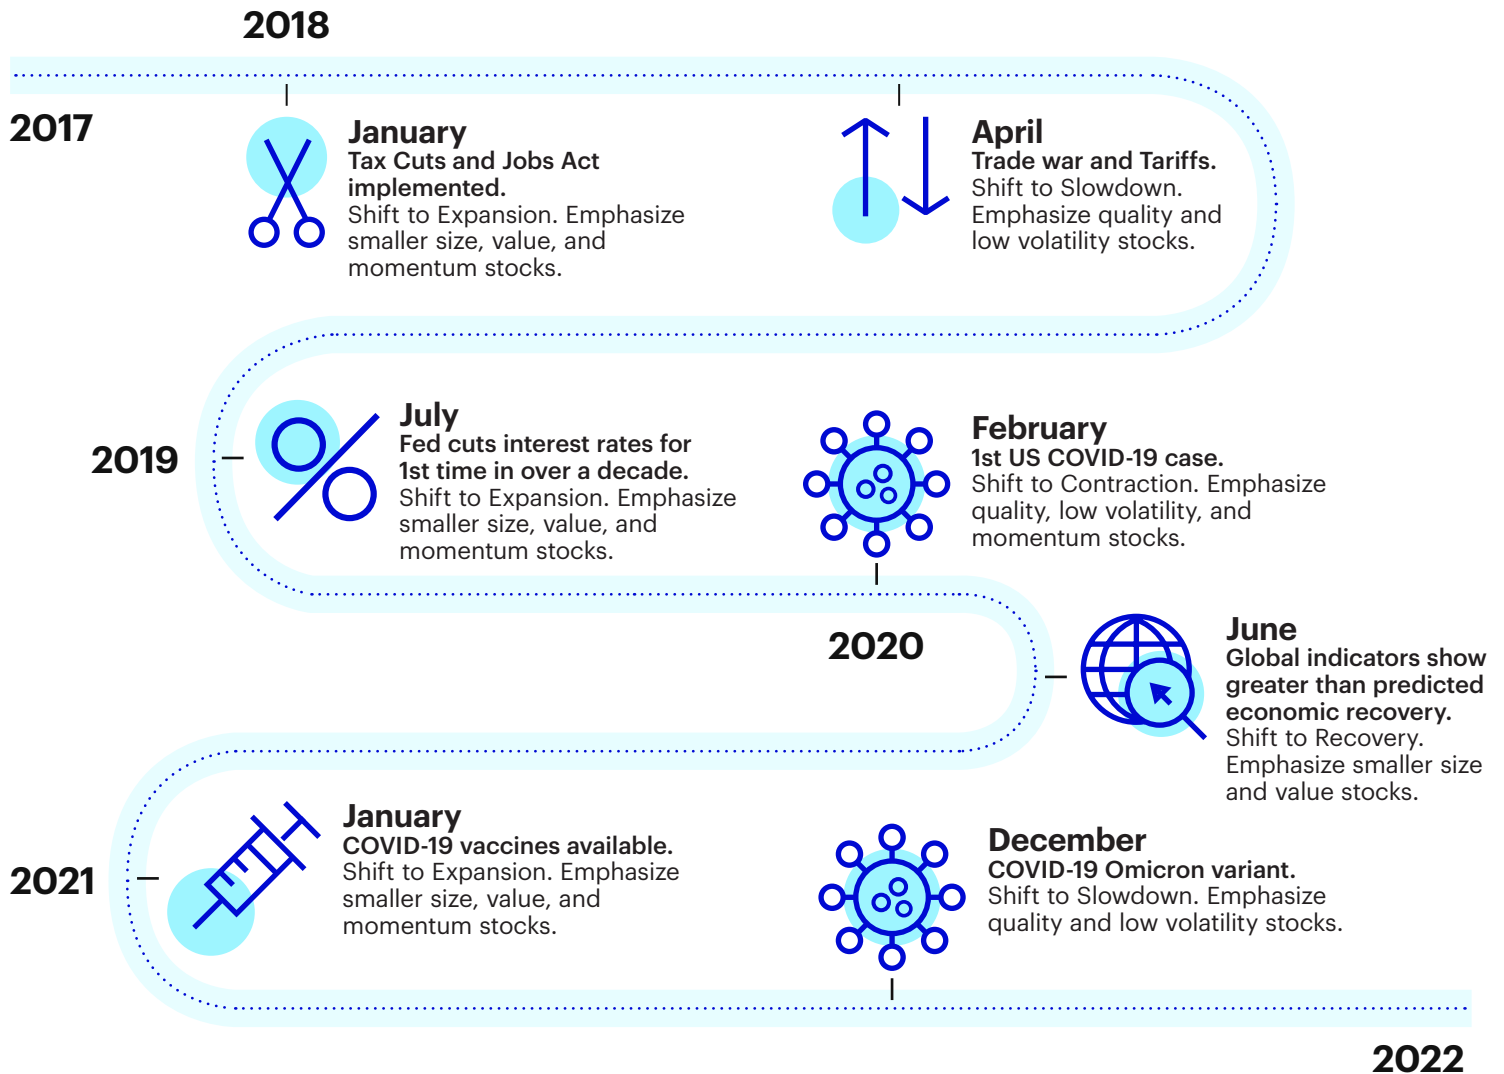 2018
2017
January
Tax Cuts and Jobs Act
implemented.
Shift to Expansion. Emphasize
smaller size, value, and
momentum stocks.
April
Trade war and Tariffs.
Shift to Slowdown.
Emphasize quality and
low volatility stocks.
2019
July
Fed cuts interest rates for
1st time in over a decade.
Shift to Expansion. Emphasize
smaller size, value, and
momentum stocks.
February
1st US COVID-19 case.
Shift to Contraction. Emphasize
quality, low volatility, and
momentum stocks.
2020
June
Global indicators show
greater than predicted
economic recovery.
Shift to Recovery.
Emphasize smaller size
and value stocks.
2021
January
COVID-19 vaccines available.
Shift to Expansion. Emphasize
smaller size, value, and
momentum stocks.
December
COVID-19 Omicron variant.
Shift to Slowdown. Emphasize
quality and low volatility stocks.
2022